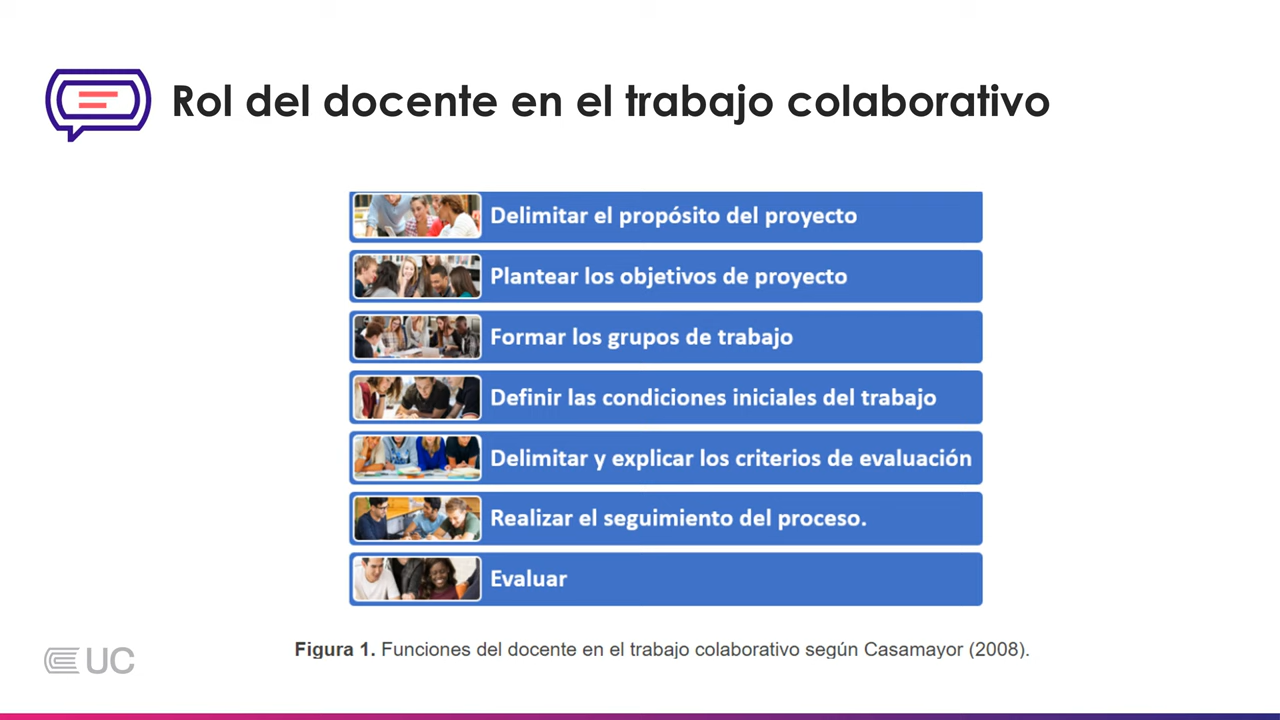 Rol del docente en el trabajo colaborativo
Delimitar el propósito del proyecto
Plantear los objetivos de proyecto
Formar los grupos de trabajo
Definir las condiciones iniciales del trabajo
Delimitar y explicar los criterios de evaluación
Realizar el seguimiento del proceso.
Evaluar
Figura 1. Funciones del docente en el trabajo colaborativo según Casamayor (2008).
UC